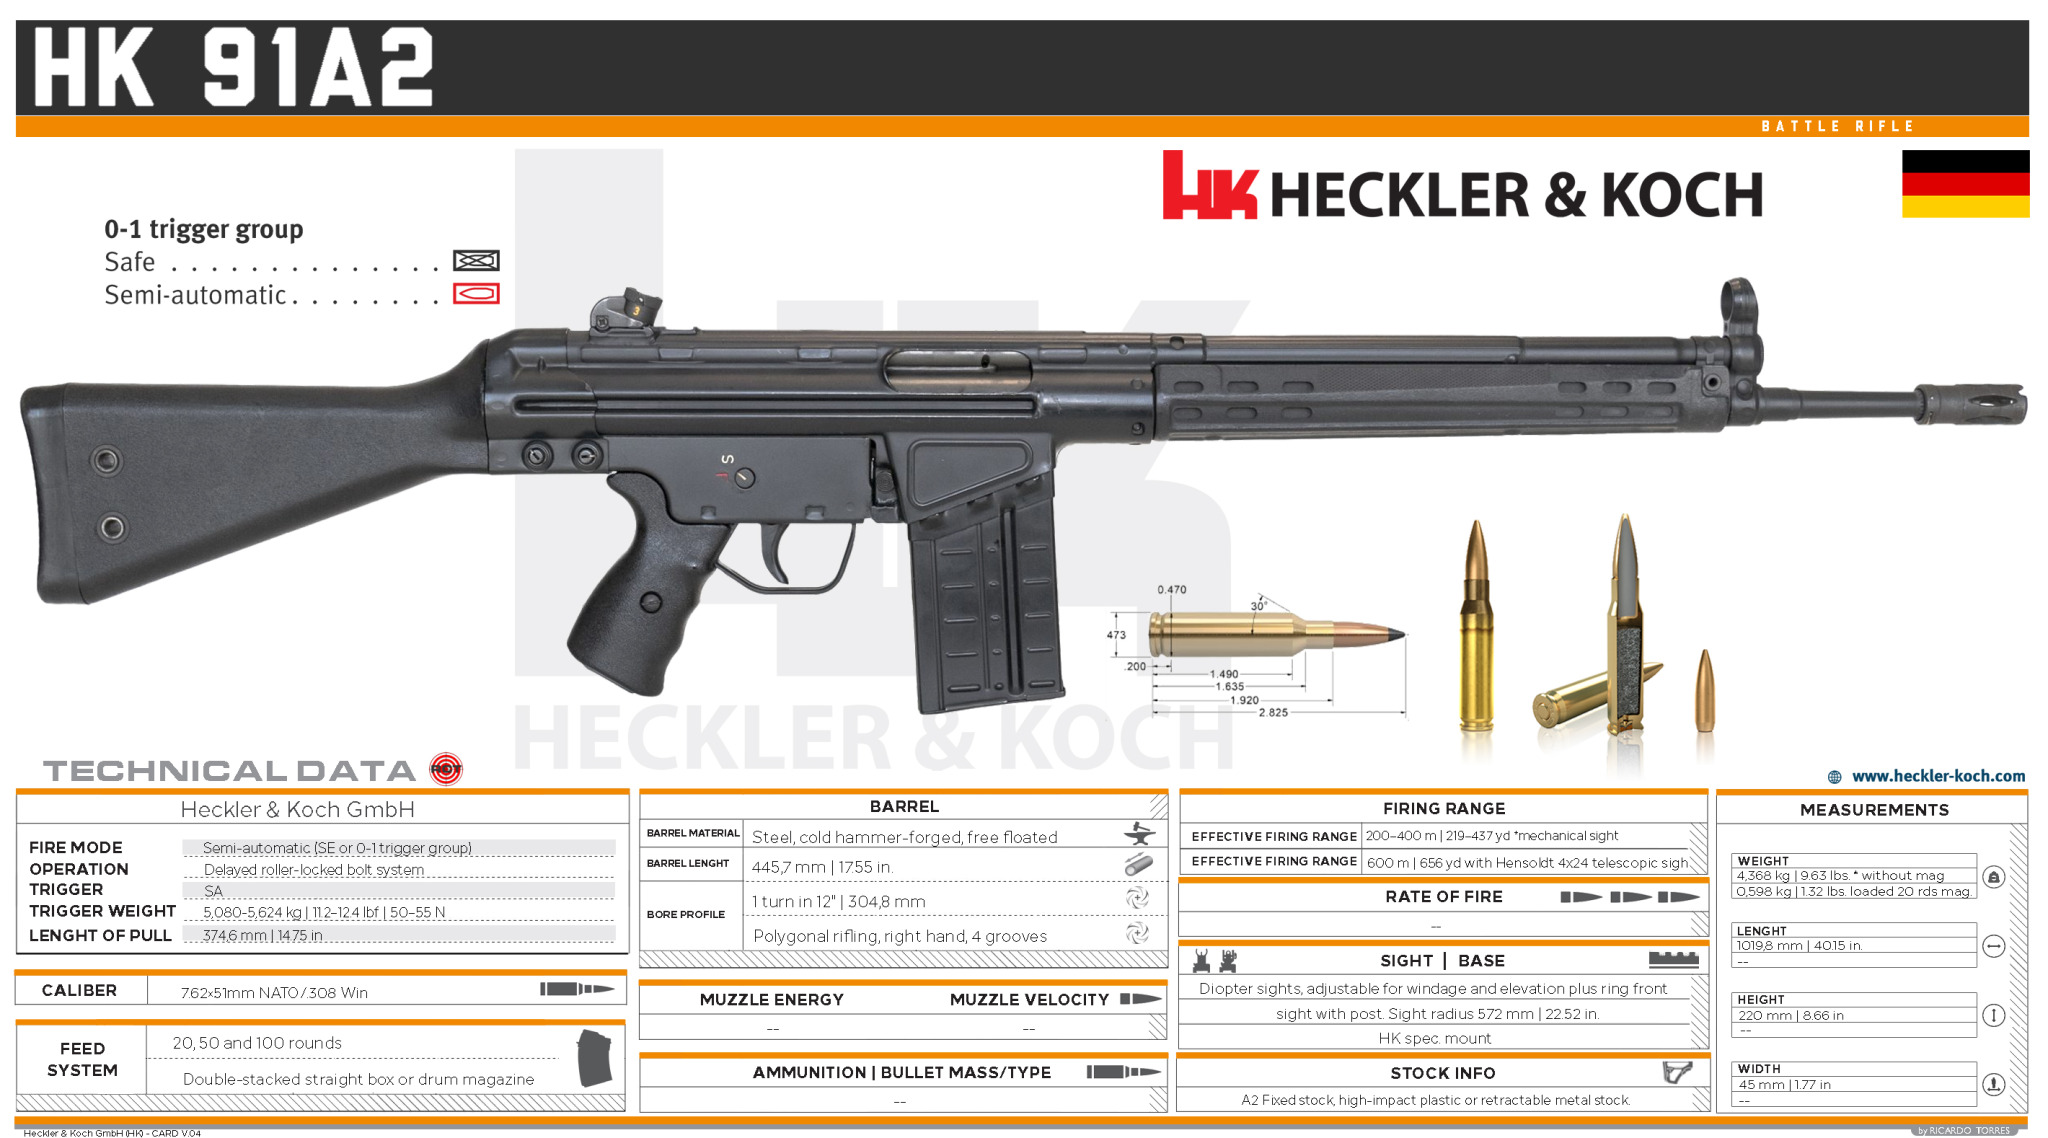 HK 91A2
BATTLE RIFLE
HK HECKLER & KOCH
0-1 trigger group
Safe . . . . . . . . . . . . . .
Semi-automatic. . . . . . . .
3
S
1
0.470
30°
473
.200
1.490
1.635
1.920
2.825
HECKLER & KOCH
TECHNICAL DATA
www.heckler-koch.com
Heckler & Koch GmbH
FIRE MODE Semi-automatic (SE or 0-1 trigger group)
OPERATION Delayed roller-locked bolt system
TRIGGER SA
TRIGGER WEIGHT 5,080-5,624 kg | 11.2-12.4 lbf | 50-55 N
LENGHT OF PULL 374,6 mm | 14.75 in
CALIBER 7.62x51mm NATO/.308 Win
FEED SYSTEM
20, 50 and 100 rounds
Double-stacked straight box or drum magazine
BARREL
BARREL MATERIAL Steel, cold hammer-forged, free floated
BARREL LENGHT 445,7 mm | 17.55 in.
BORE PROFILE
1 turn in 12" | 304,8 mm
Polygonal rifling, right hand, 4 grooves
MUZZLE ENERGY MUZZLE VELOCITY
-- --
AMMUNITION | BULLET MASS/TYPE
--
FIRING RANGE
EFFECTIVE FIRING RANGE 200-400 m | 219-437 yd *mechanical sight
EFFECTIVE FIRING RANGE 600 m | 656 yd with Hensoldt 4x24 telescopic sigh
RATE OF FIRE
--
SIGHT | BASE
Diopter sights, adjustable for windage and elevation plus ring front
sight with post. Sight radius 572 mm | 22.52 in.
HK spec. mount
STOCK INFO
A2 Fixed stock, high-impact plastic or retractable metal stock.
MEASUREMENTS
WEIGHT
4,368 kg | 9.63 lbs. * without mag
0,598 kg | 1.32 lbs. loaded 20 rds mag.
LENGHT
1019,8 mm | 40.15 in.
--
HEIGHT
220 mm | 8.66 in
--
WIDTH
45 mm | 1.77 in
--
Heckler & Koch GmbH (HK) - CARD V.04
by RICARDO TORRES